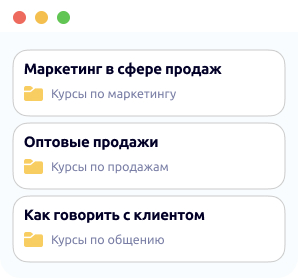 Маркетинг в сфере продаж
Курсы по маркетингу
Оптовые продажи
Курсы по продажам
Как говорить с клиентом
Курсы по общению